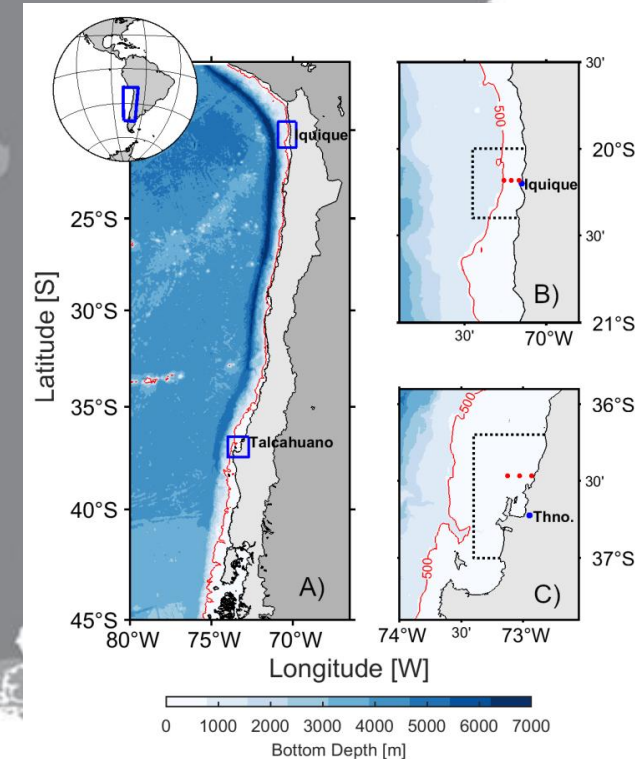 30'
Iquique
500
20°S
Iquique
25°S
30'
30°S
B)
Latitude [S]
30'
70°W
21°S
35°S
500
36°S
Talcahuano
30'
40°S
Thno.
500
37°S
A)
C)
45°S
80°W
75°W
70°W
74°W
30'
73°W
Longitude [W]
0 1000 2000 3000 4000 5000 6000 7000
Bottom Depth [m]